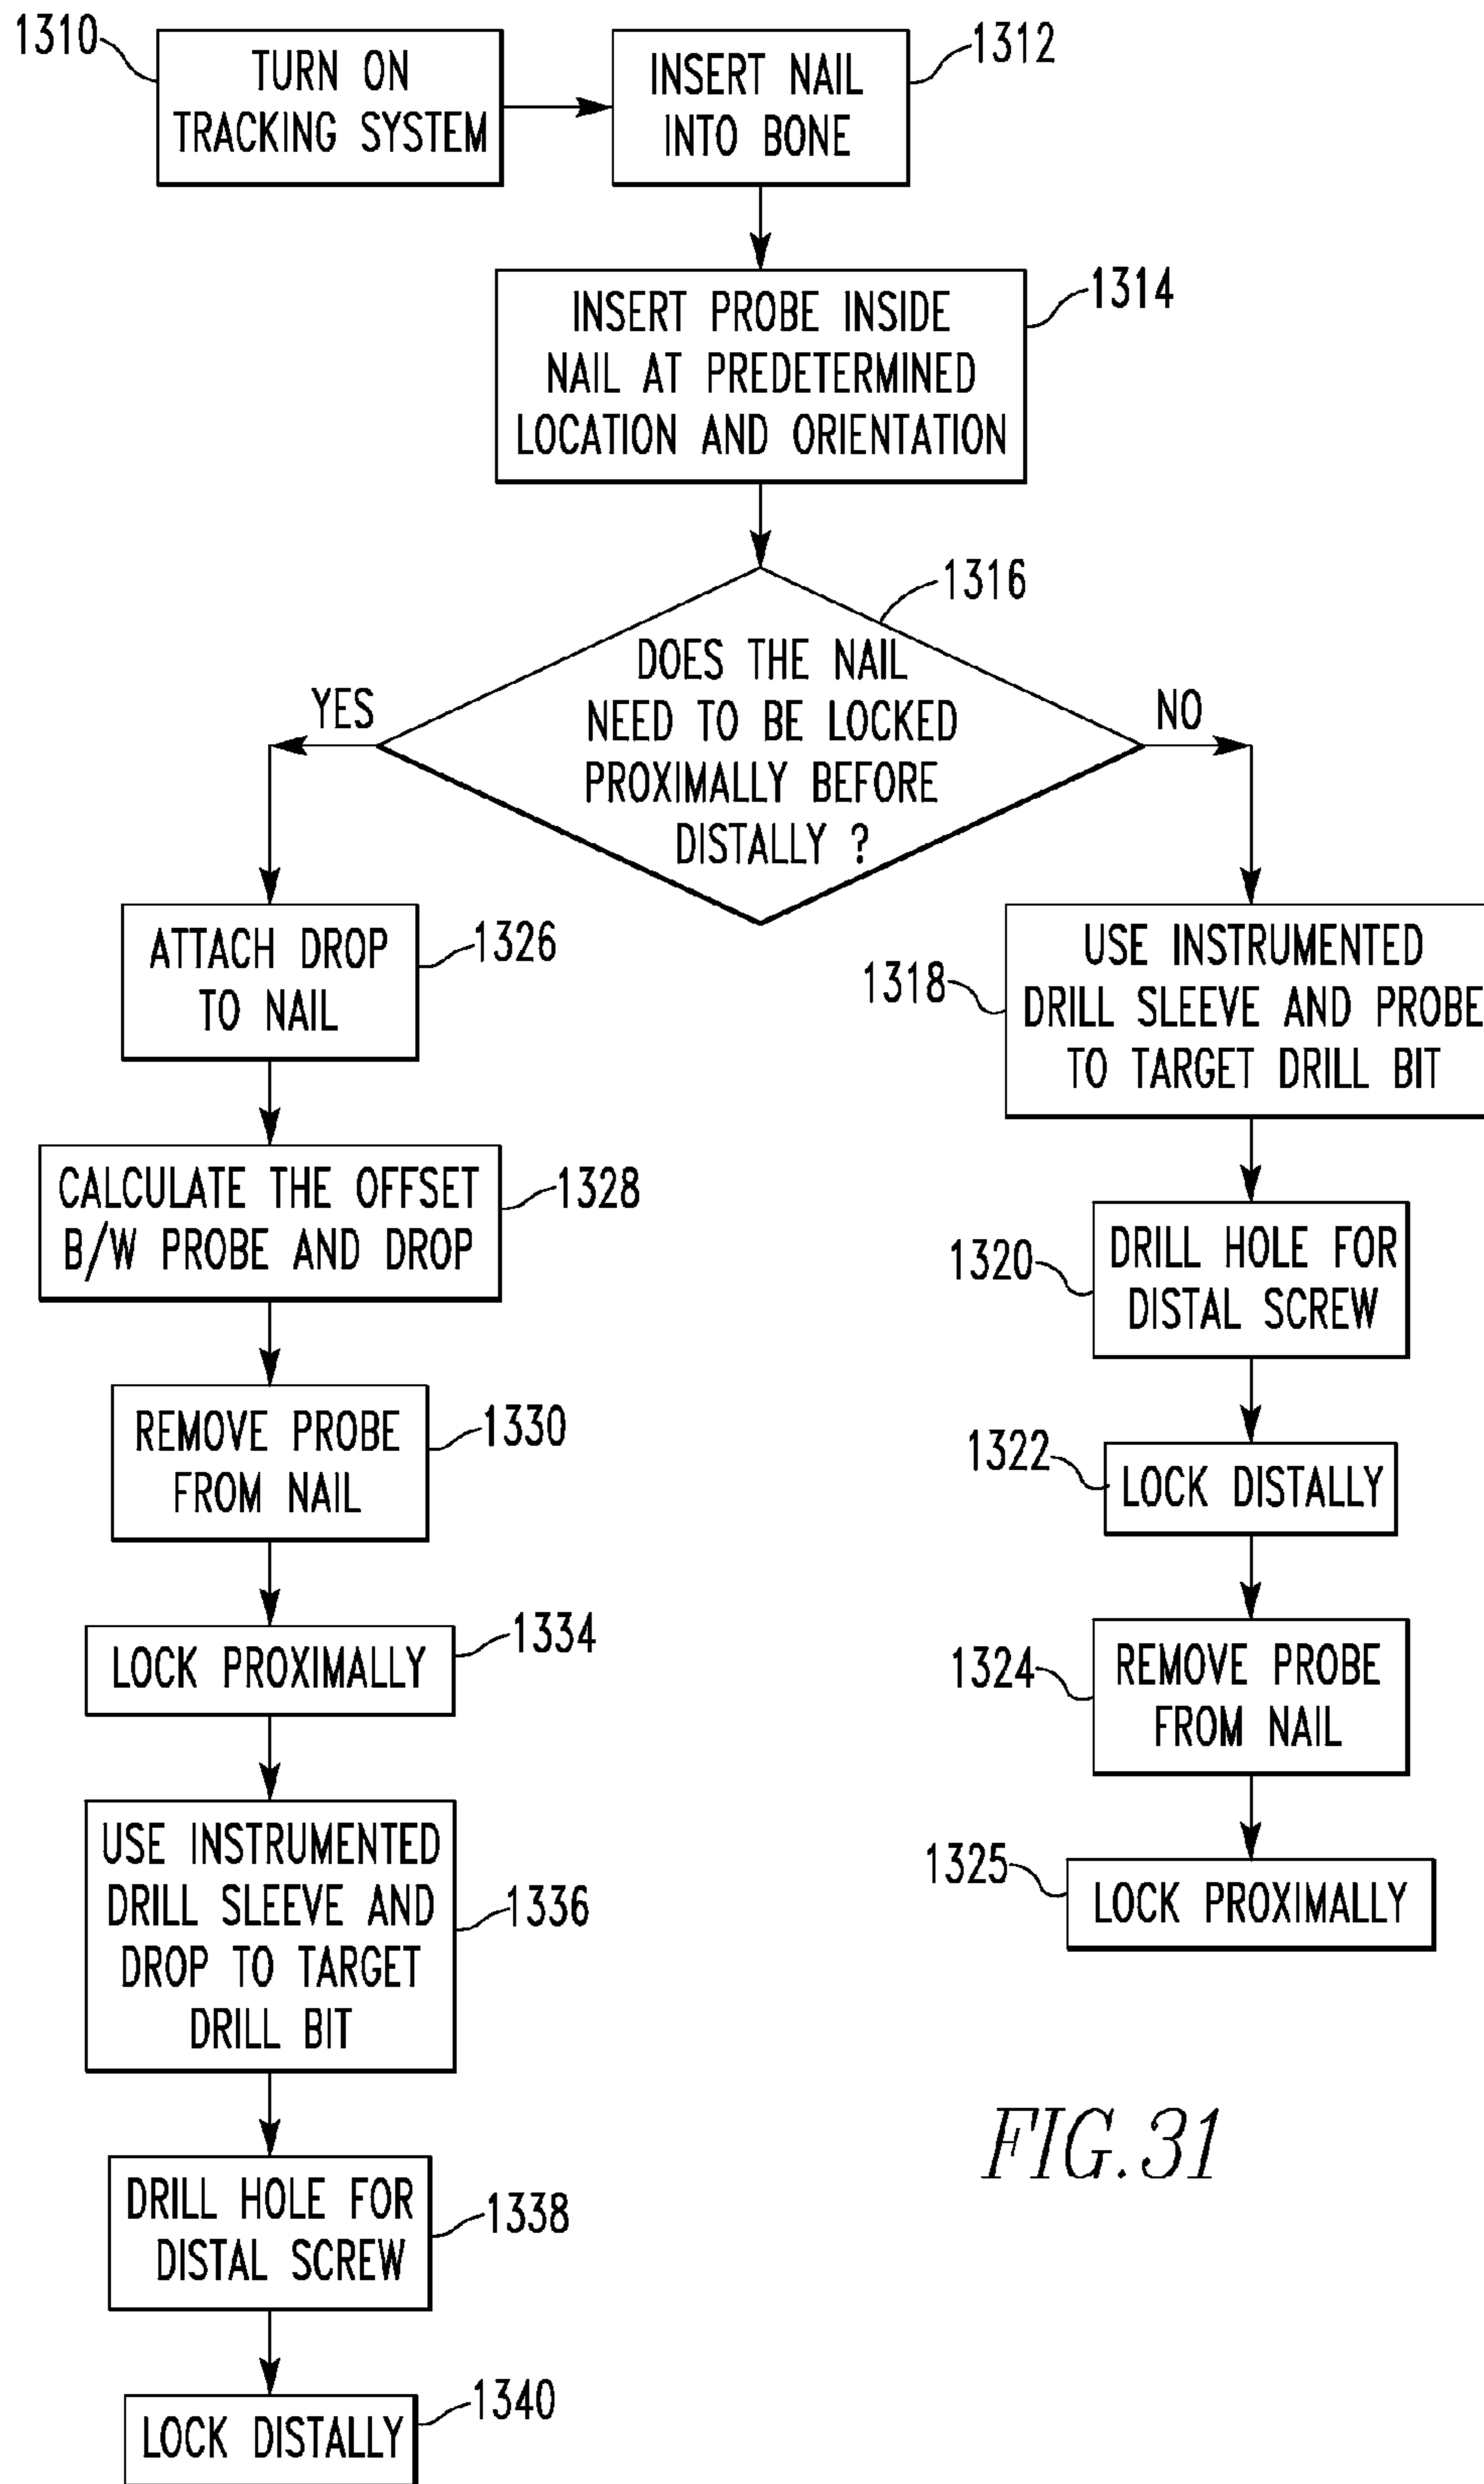 1310
TURN ON
TRACKING SYSTEM
1312
INSERT NAIL
INTO BONE
1314
INSERT PROBE INSIDE
NAIL AT PREDETERMINED
LOCATION AND ORIENTATION
1316
DOES THE NAIL
NEED TO BE LOCKED
PROXIMALLY BEFORE
DISTALLY ?
YES
NO
1326
ATTACH DROP
TO NAIL
1328
CALCULATE THE OFFSET
B/W PROBE AND DROP
1330
REMOVE PROBE
FROM NAIL
1334
LOCK PROXIMALLY
1336
USE INSTRUMENTED
DRILL SLEEVE AND
DROP TO TARGET
DRILL BIT
1338
DRILL HOLE FOR
DISTAL SCREW
1340
LOCK DISTALLY
1318
USE INSTRUMENTED
DRILL SLEEVE AND PROBE
TO TARGET DRILL BIT
1320
DRILL HOLE FOR
DISTAL SCREW
1322
LOCK DISTALLY
1324
REMOVE PROBE
FROM NAIL
1325
LOCK PROXIMALLY
FIG.31